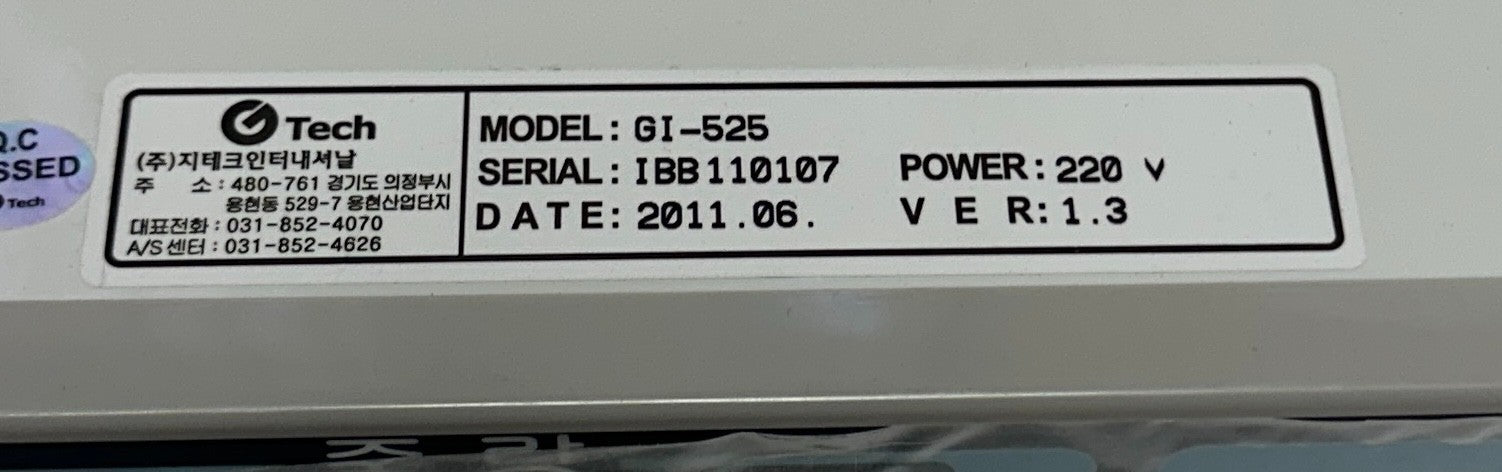 Q.C
SSED
Tech
G Tech
(주)지테크인터내셔날
주 소 : 480-761 경기도 의정부시
용현동 529-7 용현산업단지
대표전화 : 031-852-4070
A/S센터 : 031-852-4626
MODEL: GI-525
SERIAL: IBB110107
DATE: 2011.06.
POWER: 220 V
VER: 1.3